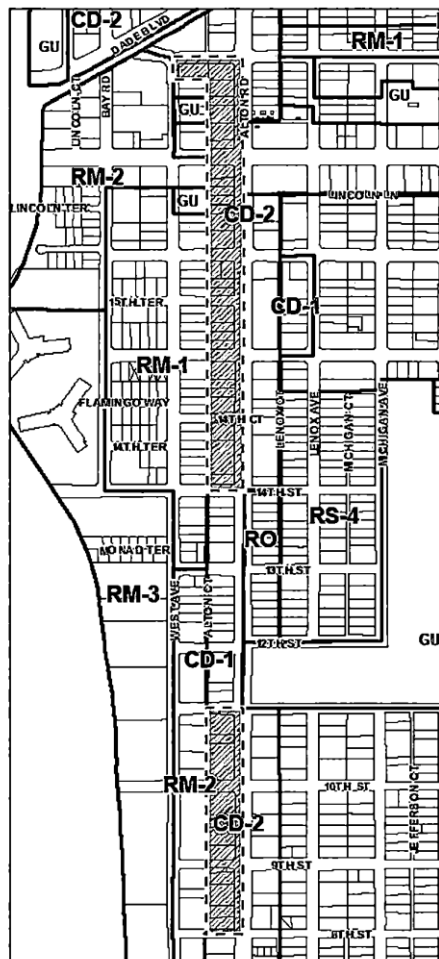 CD-2
DADE BLVD
GU
RM-1
LINCOLN CT
BAY RD
ALTON RD
GU
RM-2
GU
LINCOLN LN
LINCOLN TER.
CD-2
15TH TER
CD-1
RM-1
FLAMINGO WAY
14TH CT
LENOX CT
LENOX AVE
MICHIGAN CT
MICHIGAN AVE
14TH TER
14TH ST
RS-4
RO
MONAD TER
13TH ST
RM-3
WEST AVE
ALTON CT
12TH ST
GU
CD-1
RM-2
10TH ST
JEFFERSON CT
CD-2
9TH ST
8TH ST